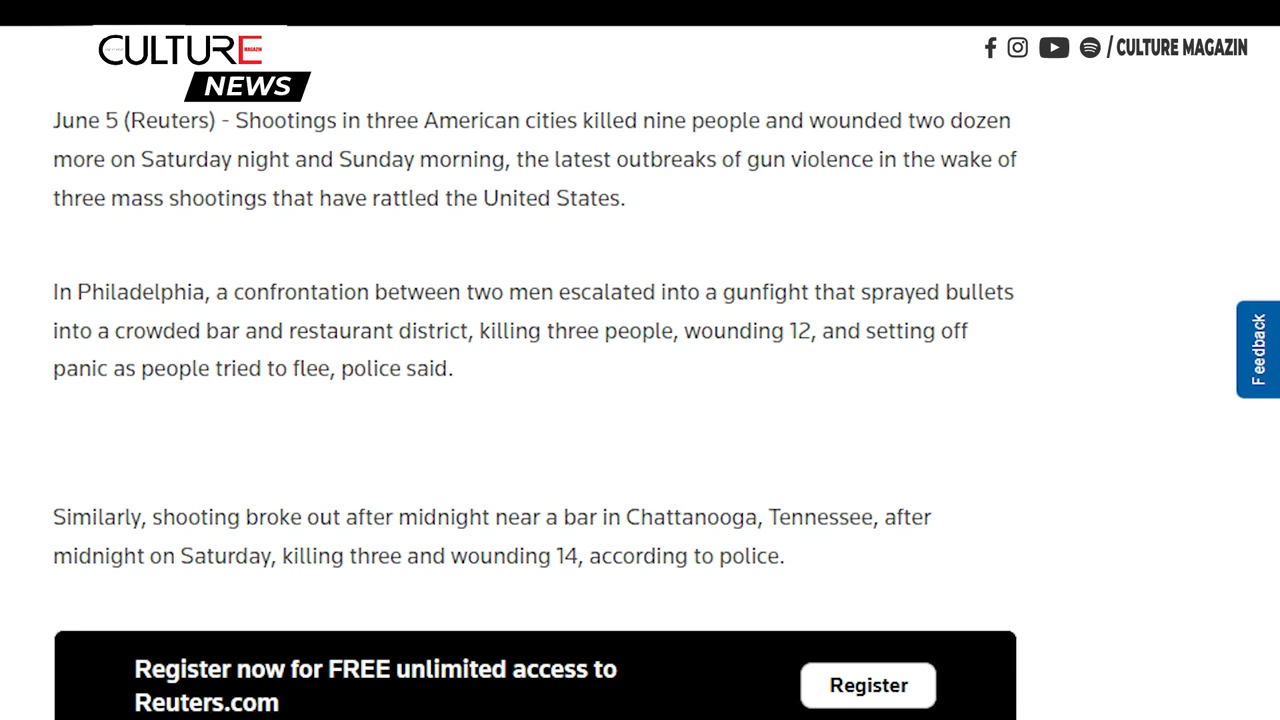 CULTURE MAGAZIN
NEWS
/ CULTURE MAGAZIN
June 5 (Reuters) - Shootings in three American cities killed nine people and wounded two dozen
more on Saturday night and Sunday morning, the latest outbreaks of gun violence in the wake of
three mass shootings that have rattled the United States.
In Philadelphia, a confrontation between two men escalated into a gunfight that sprayed bullets
into a crowded bar and restaurant district, killing three people, wounding 12, and setting off
panic as people tried to flee, police said.
Feedback
Similarly, shooting broke out after midnight near a bar in Chattanooga, Tennessee, after
midnight on Saturday, killing three and wounding 14, according to police.
Register now for FREE unlimited access to
Reuters.com
Register